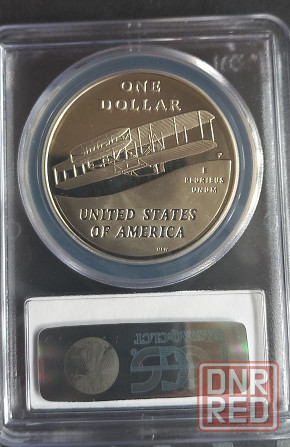 ONE
DOLLAR
P
E
PLURIBUS
UNUM
UNITED STATES
OF AMERICA
DNR
RED